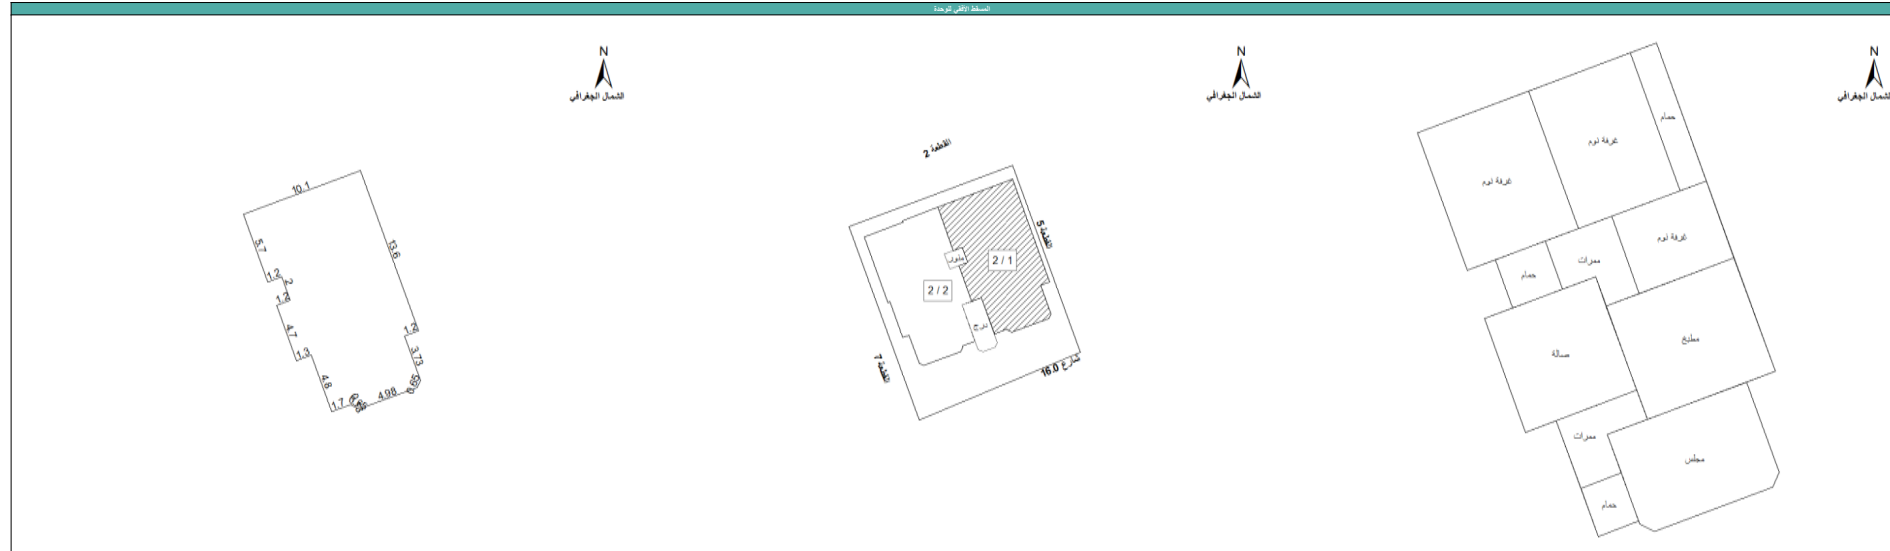 المسقط الأفقي للوحدة
N
الشمال الجغرافي
10.1
5.7
1.2
2
1.2
4.7
1.3
4.8
1.7
4.98
0.65
3.73
1.2
13.6
N
الشمال الجغرافي
القطعة 2
القطعة 5
منور
2 / 1
2 / 2
درج
القطعة 7
شارع 16.0
N
الشمال الجغرافي
حمام
غرفة نوم
غرفة نوم
غرفة نوم
ممرات
حمام
صالة
مطبخ
ممرات
مجلس
حمام